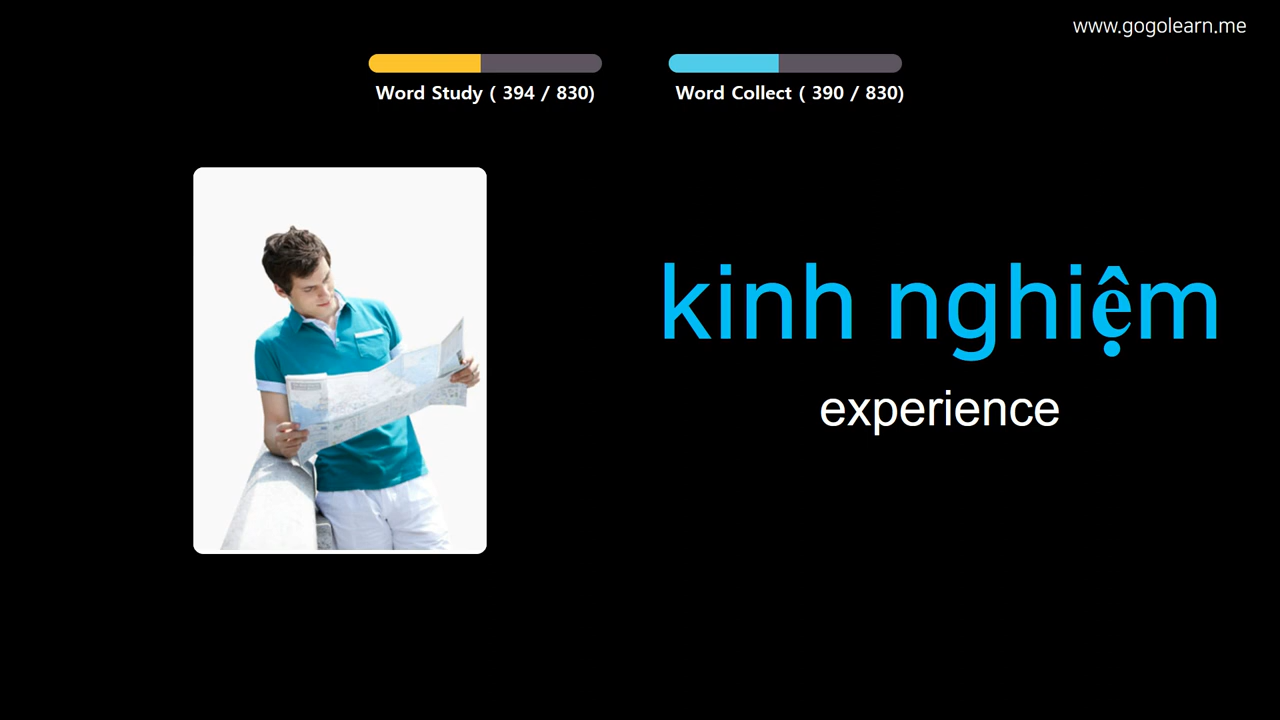 www.gogolearn.me
Word Study ( 394 / 830)
Word Collect ( 390 / 830)
kinh nghiệm
experience